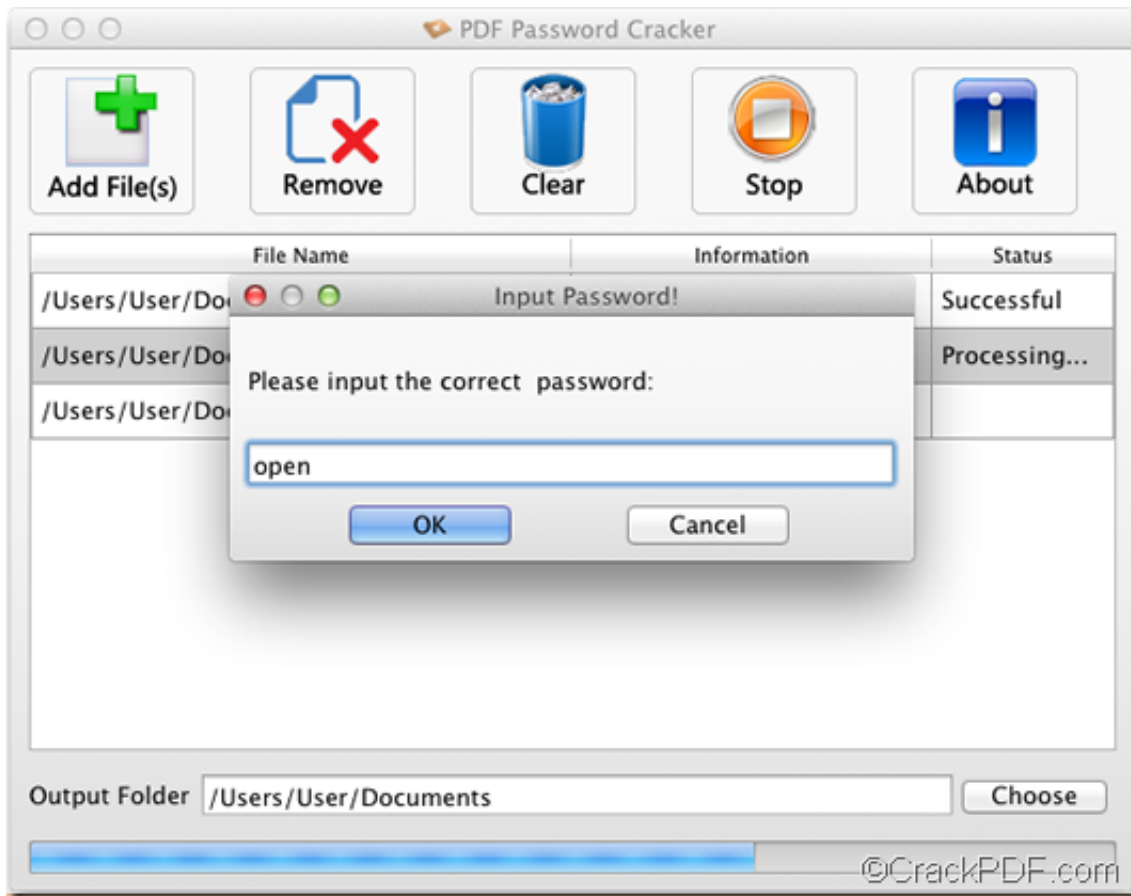 PDF Password Cracker
Add File(s) Remove Clear Stop About
File Name Information Status
Input Password!
/Users/User/Do Successful
/Users/User/Do Processing...
Please input the correct password:
/Users/User/Do
open
OK Cancel
Output Folder /Users/User/Documents Choose
©CrackPDF.com